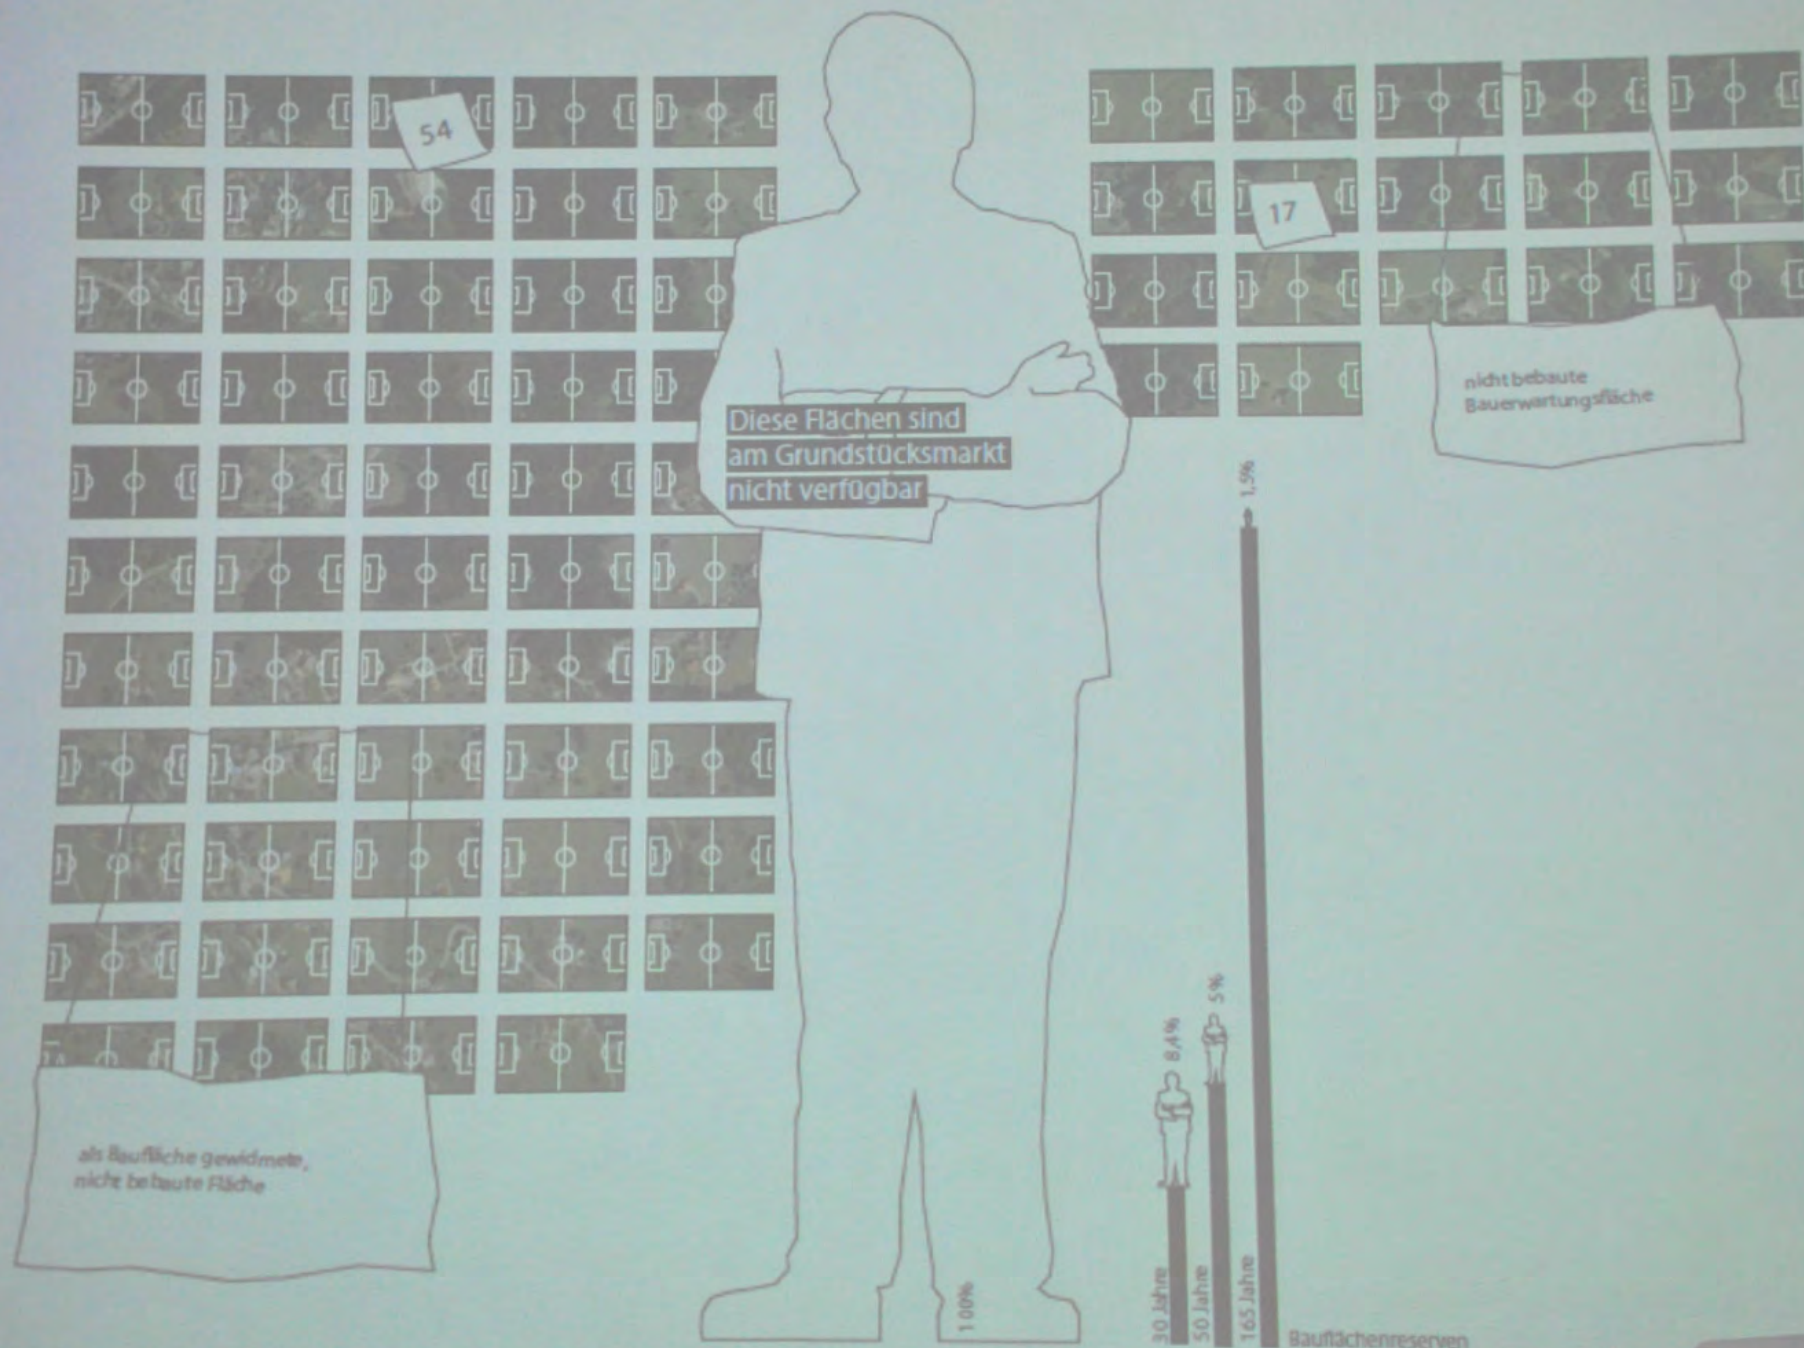 54
17
nicht bebaute
Bauerwartungsfläche
Diese Flächen sind
am Grundstücksmarkt
nicht verfügbar
1,5%
5%
8,4%
als Baufläche gewidmete,
nicht bebaute Fläche
100%
30 Jahre
50 Jahre
165 Jahre
Bauflächenreserven